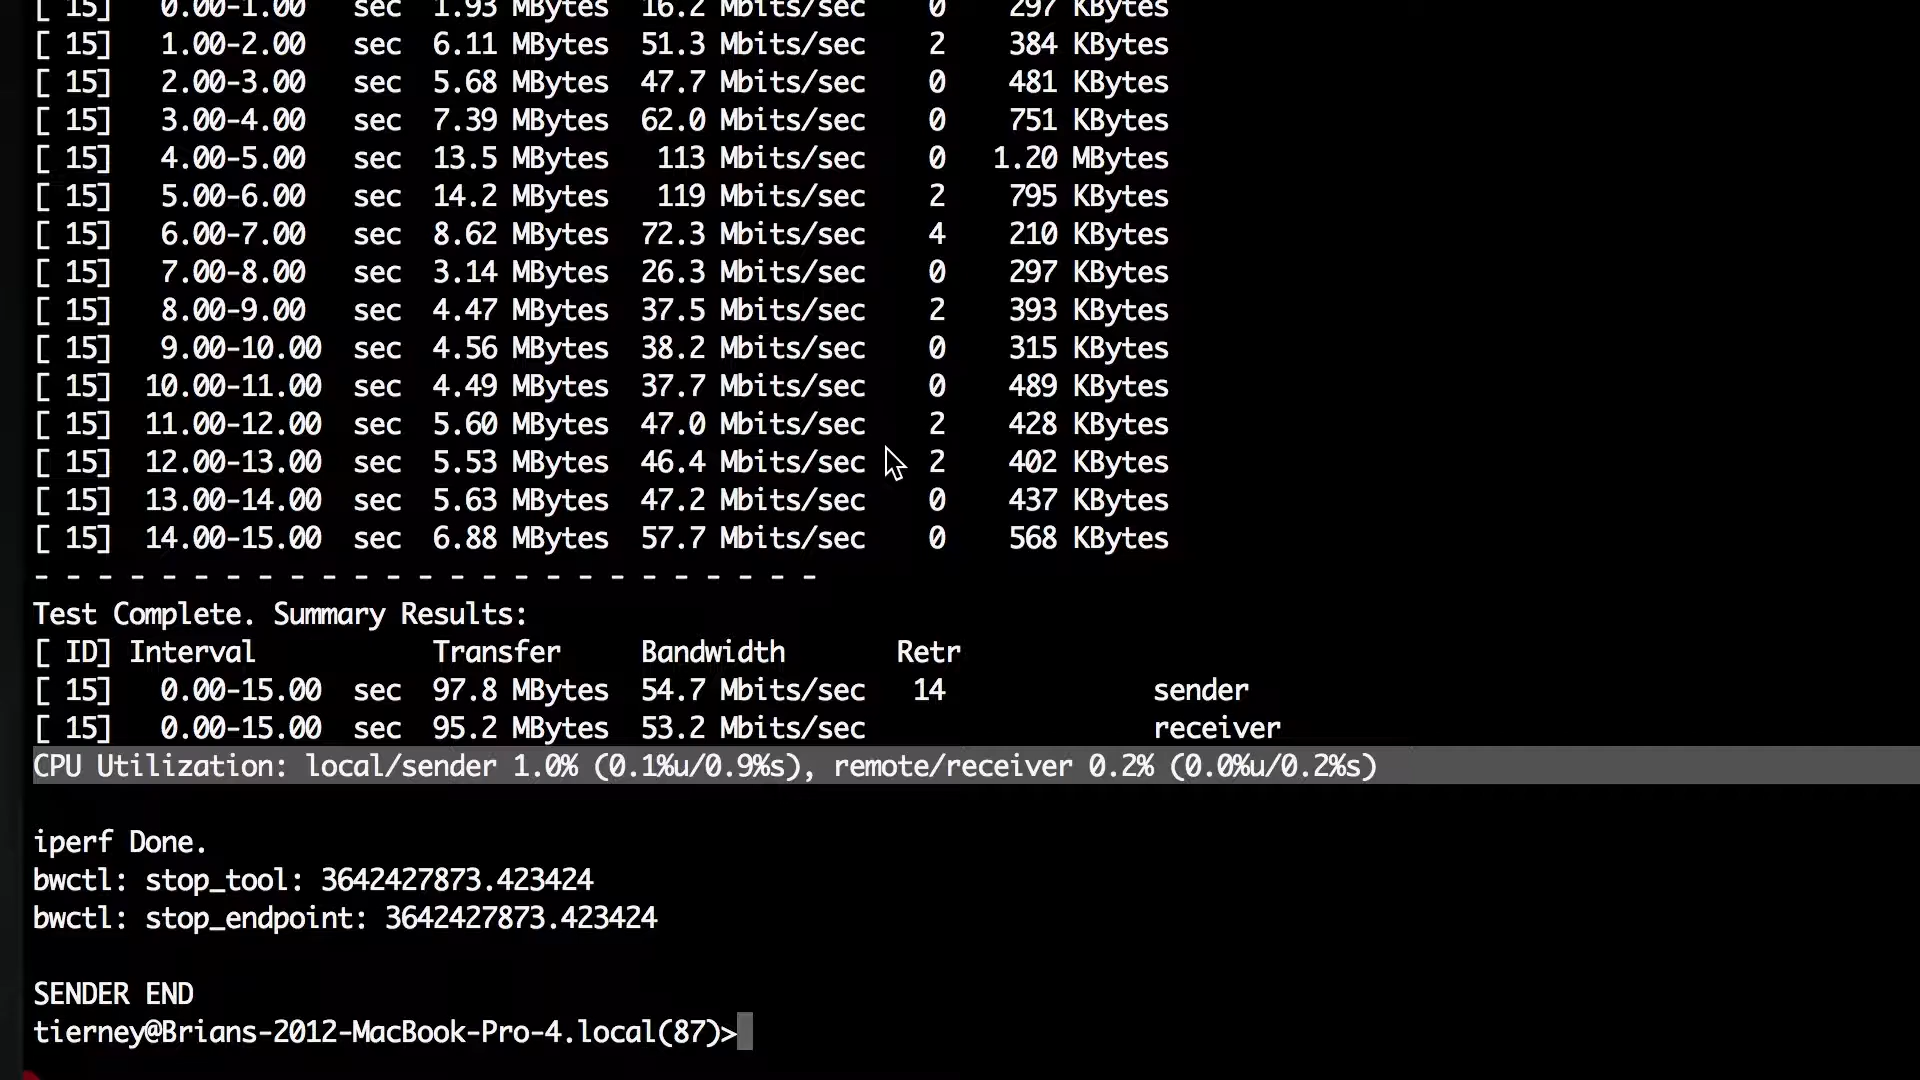 [ 15]   0.00-1.00   sec  1.93 MBytes  16.2 Mbits/sec    0    297 KBytes
[ 15]   1.00-2.00   sec  6.11 MBytes  51.3 Mbits/sec    2    384 KBytes
[ 15]   2.00-3.00   sec  5.68 MBytes  47.7 Mbits/sec    0    481 KBytes
[ 15]   3.00-4.00   sec  7.39 MBytes  62.0 Mbits/sec    0    751 KBytes
[ 15]   4.00-5.00   sec  13.5 MBytes   113 Mbits/sec    0   1.20 MBytes
[ 15]   5.00-6.00   sec  14.2 MBytes   119 Mbits/sec    2    795 KBytes
[ 15]   6.00-7.00   sec  8.62 MBytes  72.3 Mbits/sec    4    210 KBytes
[ 15]   7.00-8.00   sec  3.14 MBytes  26.3 Mbits/sec    0    297 KBytes
[ 15]   8.00-9.00   sec  4.47 MBytes  37.5 Mbits/sec    2    393 KBytes
[ 15]   9.00-10.00  sec  4.56 MBytes  38.2 Mbits/sec    0    315 KBytes
[ 15]  10.00-11.00  sec  4.49 MBytes  37.7 Mbits/sec    0    489 KBytes
[ 15]  11.00-12.00  sec  5.60 MBytes  47.0 Mbits/sec    2    428 KBytes
[ 15]  12.00-13.00  sec  5.53 MBytes  46.4 Mbits/sec    2    402 KBytes
[ 15]  13.00-14.00  sec  5.63 MBytes  47.2 Mbits/sec    0    437 KBytes
[ 15]  14.00-15.00  sec  6.88 MBytes  57.7 Mbits/sec    0    568 KBytes
- - - - - - - - - - - - - - - - - - - - - - - - -
Test Complete. Summary Results:
[ ID] Interval           Transfer     Bandwidth       Retr
[ 15]   0.00-15.00  sec  97.8 MBytes  54.7 Mbits/sec   14             sender
[ 15]   0.00-15.00  sec  95.2 MBytes  53.2 Mbits/sec                  receiver
CPU Utilization: local/sender 1.0% (0.1%u/0.9%s), remote/receiver 0.2% (0.0%u/0.2%s)
iperf Done.
bwctl: stop_tool: 3642427873.423424
bwctl: stop_endpoint: 3642427873.423424
SENDER END
tierney@Brians-2012-MacBook-Pro-4.local(87)>